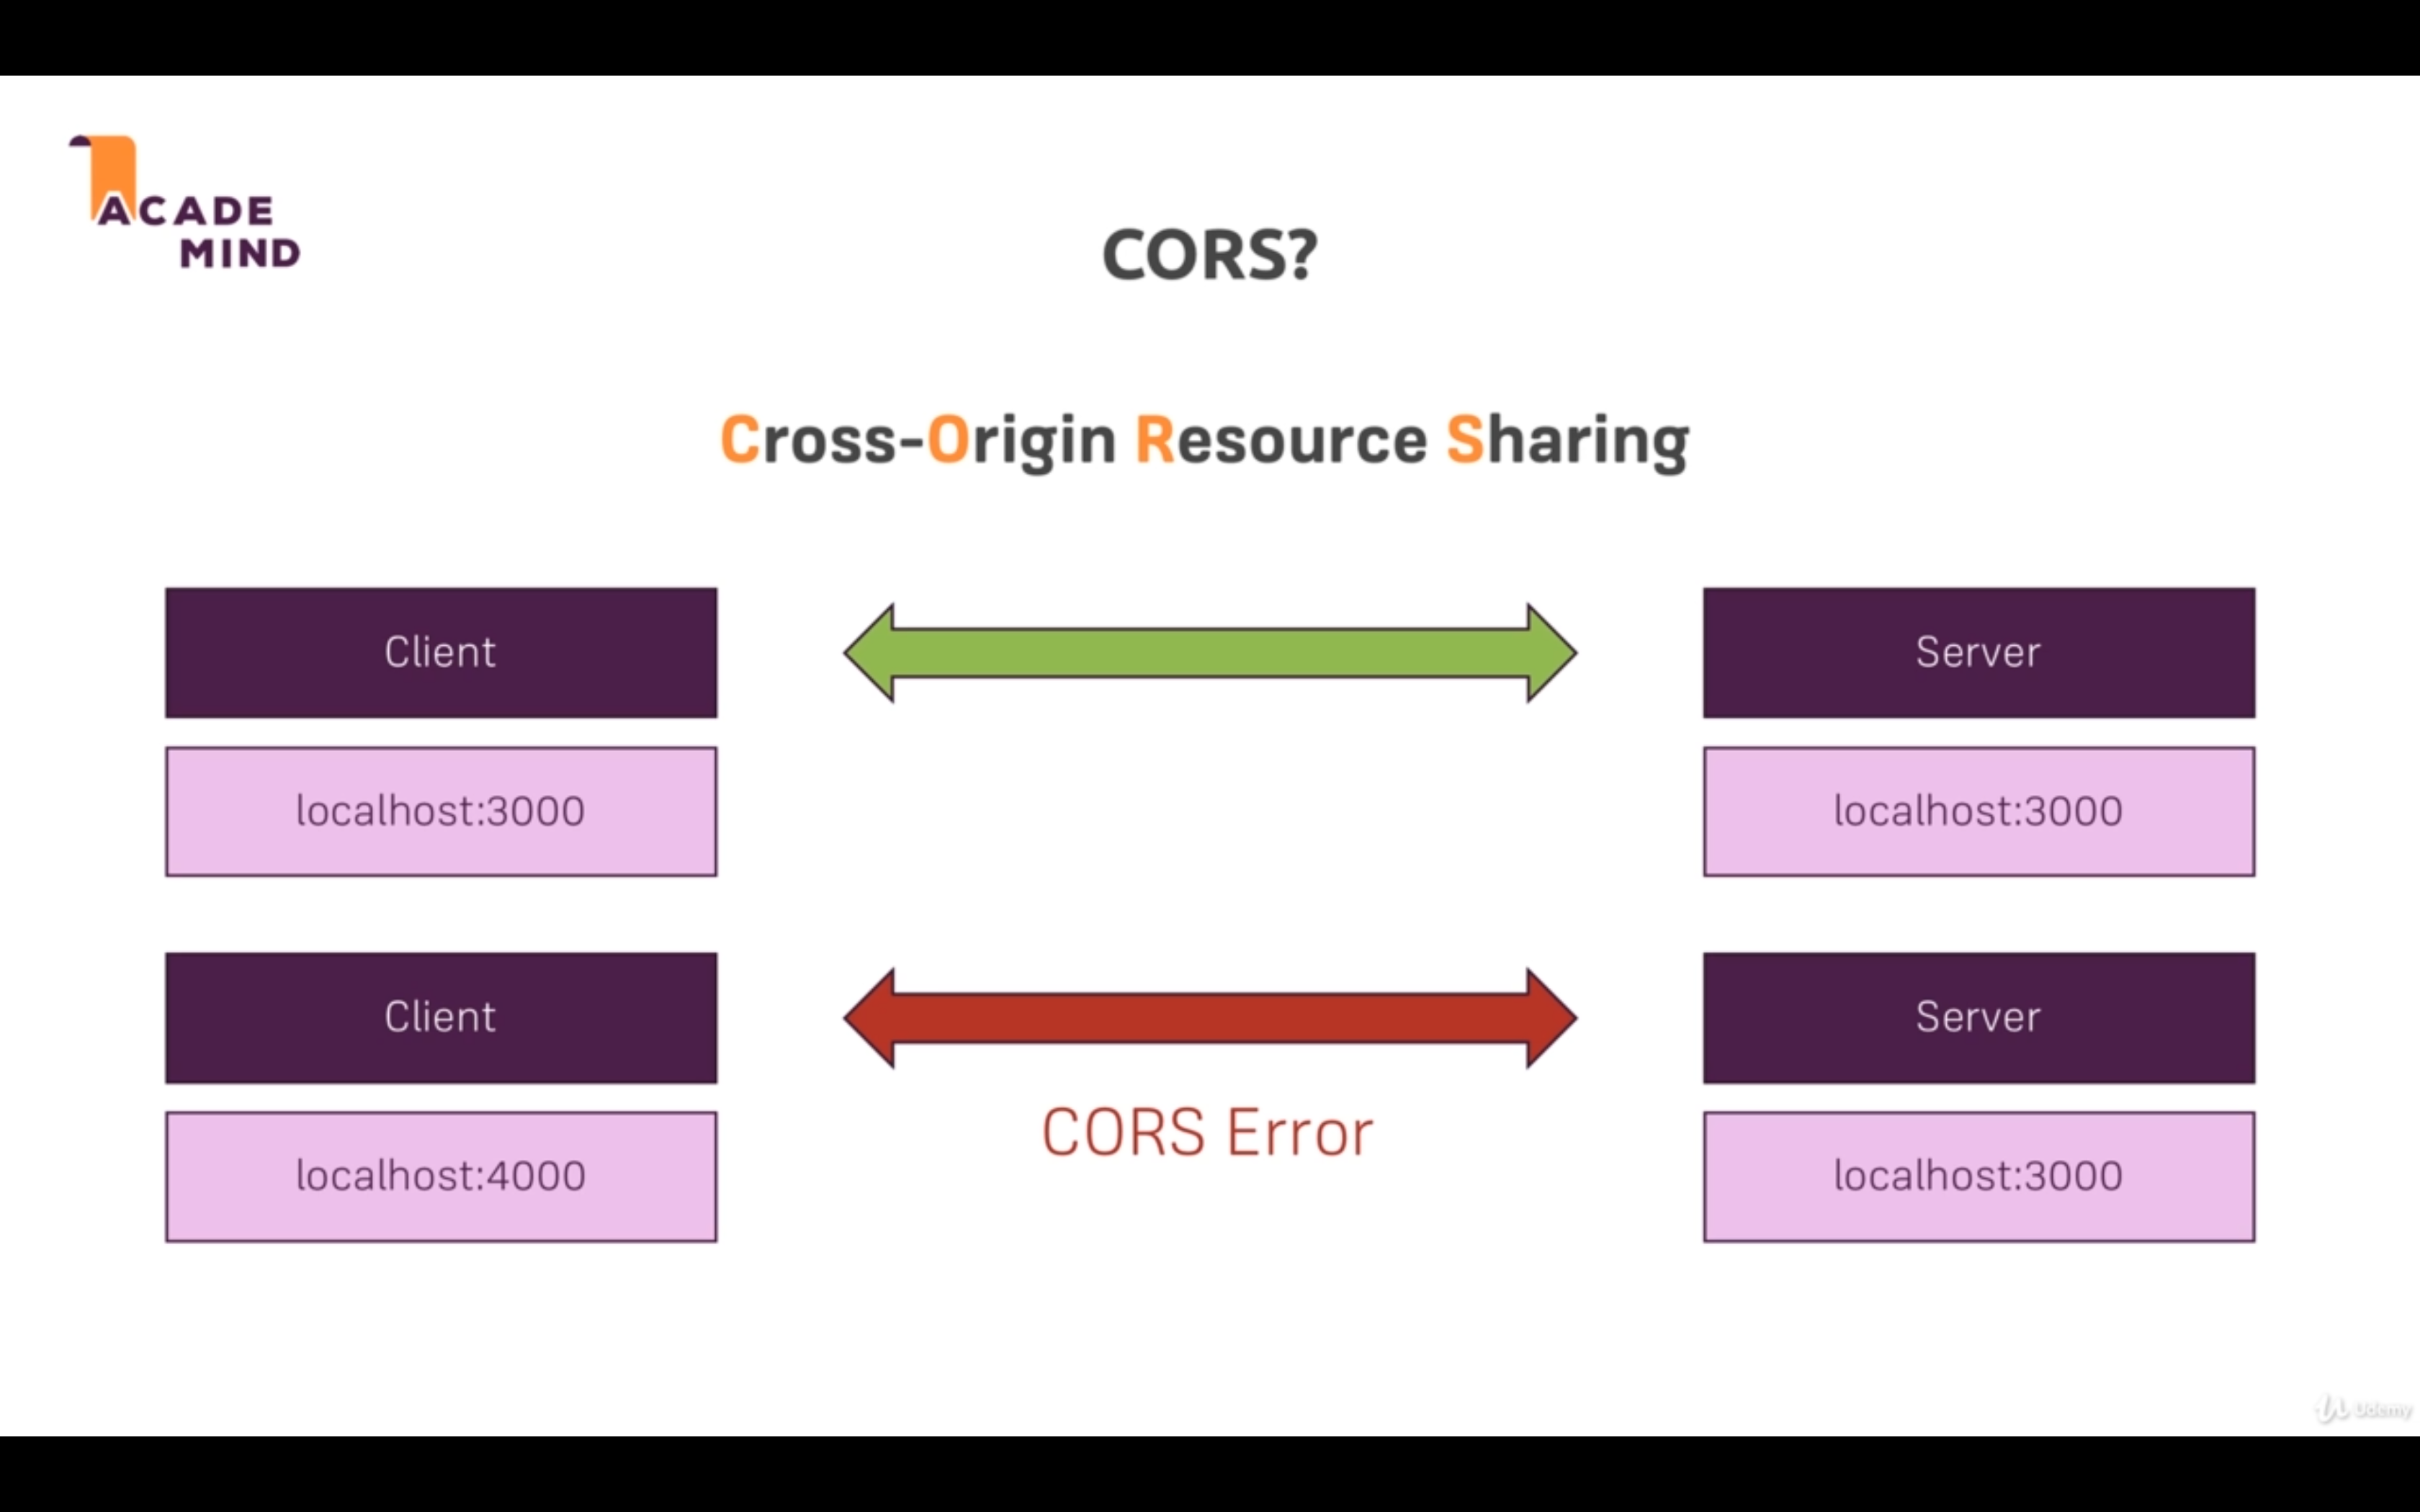 ACADE
MIND
CORS?
Cross-Origin Resource Sharing
Client
Server
localhost:3000
localhost:3000
Client
Server
CORS Error
localhost:4000
localhost:3000
Udemy